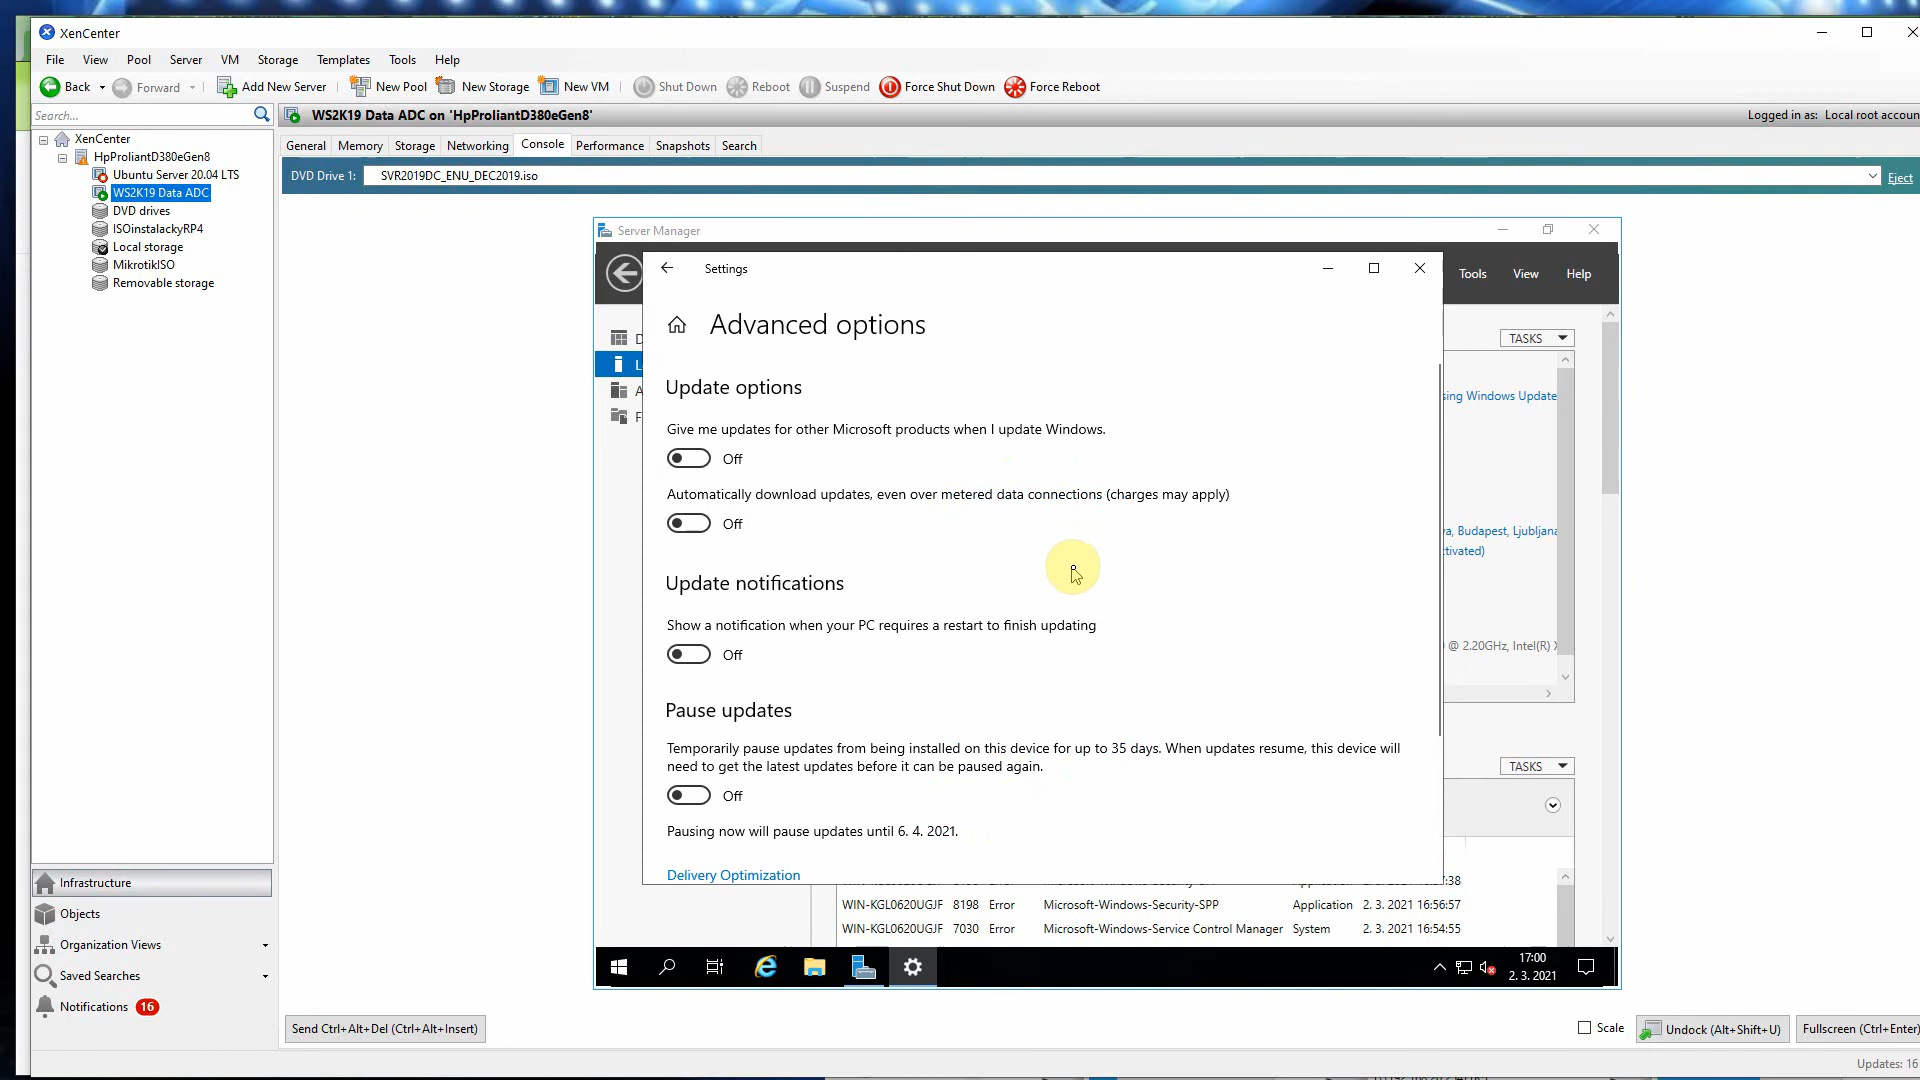 XenCenter
File View Pool Server VM Storage Templates Tools Help
Back Forward Add New Server New Pool New Storage New VM Shut Down Reboot Suspend Force Shut Down Force Reboot
Search...
WS2K19 Data ADC on 'HpProliantD380eGen8'
Logged in as: Local root accoun
XenCenter
HpProliantD380eGen8
Ubuntu Server 20.04 LTS
WS2K19 Data ADC
DVD drives
ISOinstalackyRP4
Local storage
MikrotikISO
Removable storage
General Memory Storage Networking Console Performance Snapshots Search
DVD Drive 1: SVR2019DC_ENU_DEC2019.iso Eject
Server Manager
Tools View Help
Settings
Advanced options
Update options
Give me updates for other Microsoft products when I update Windows.
Off
Automatically download updates, even over metered data connections (charges may apply)
Off
Update notifications
Show a notification when your PC requires a restart to finish updating
Off
Pause updates
Temporarily pause updates from being installed on this device for up to 35 days. When updates resume, this device will
need to get the latest updates before it can be paused again.
Off
Pausing now will pause updates until 6. 4. 2021.
Delivery Optimization
TASKS
sing Windows Update
a, Budapest, Ljubljana
tivated)
@ 2.20GHz, Intel(R) X
TASKS
:38
WIN-KGL0620UGJF 8198 Error Microsoft-Windows-Security-SPP Application 2. 3. 2021 16:56:57
WIN-KGL0620UGJF 7030 Error Microsoft-Windows-Service Control Manager System 2. 3. 2021 16:54:55
17:00
2. 3. 2021
Infrastructure
Objects
Organization Views
Saved Searches
Notifications 16
Send Ctrl+Alt+Del (Ctrl+Alt+Insert)
Scale
Undock (Alt+Shift+U)
Fullscreen (Ctrl+Enter)
Updates: 16